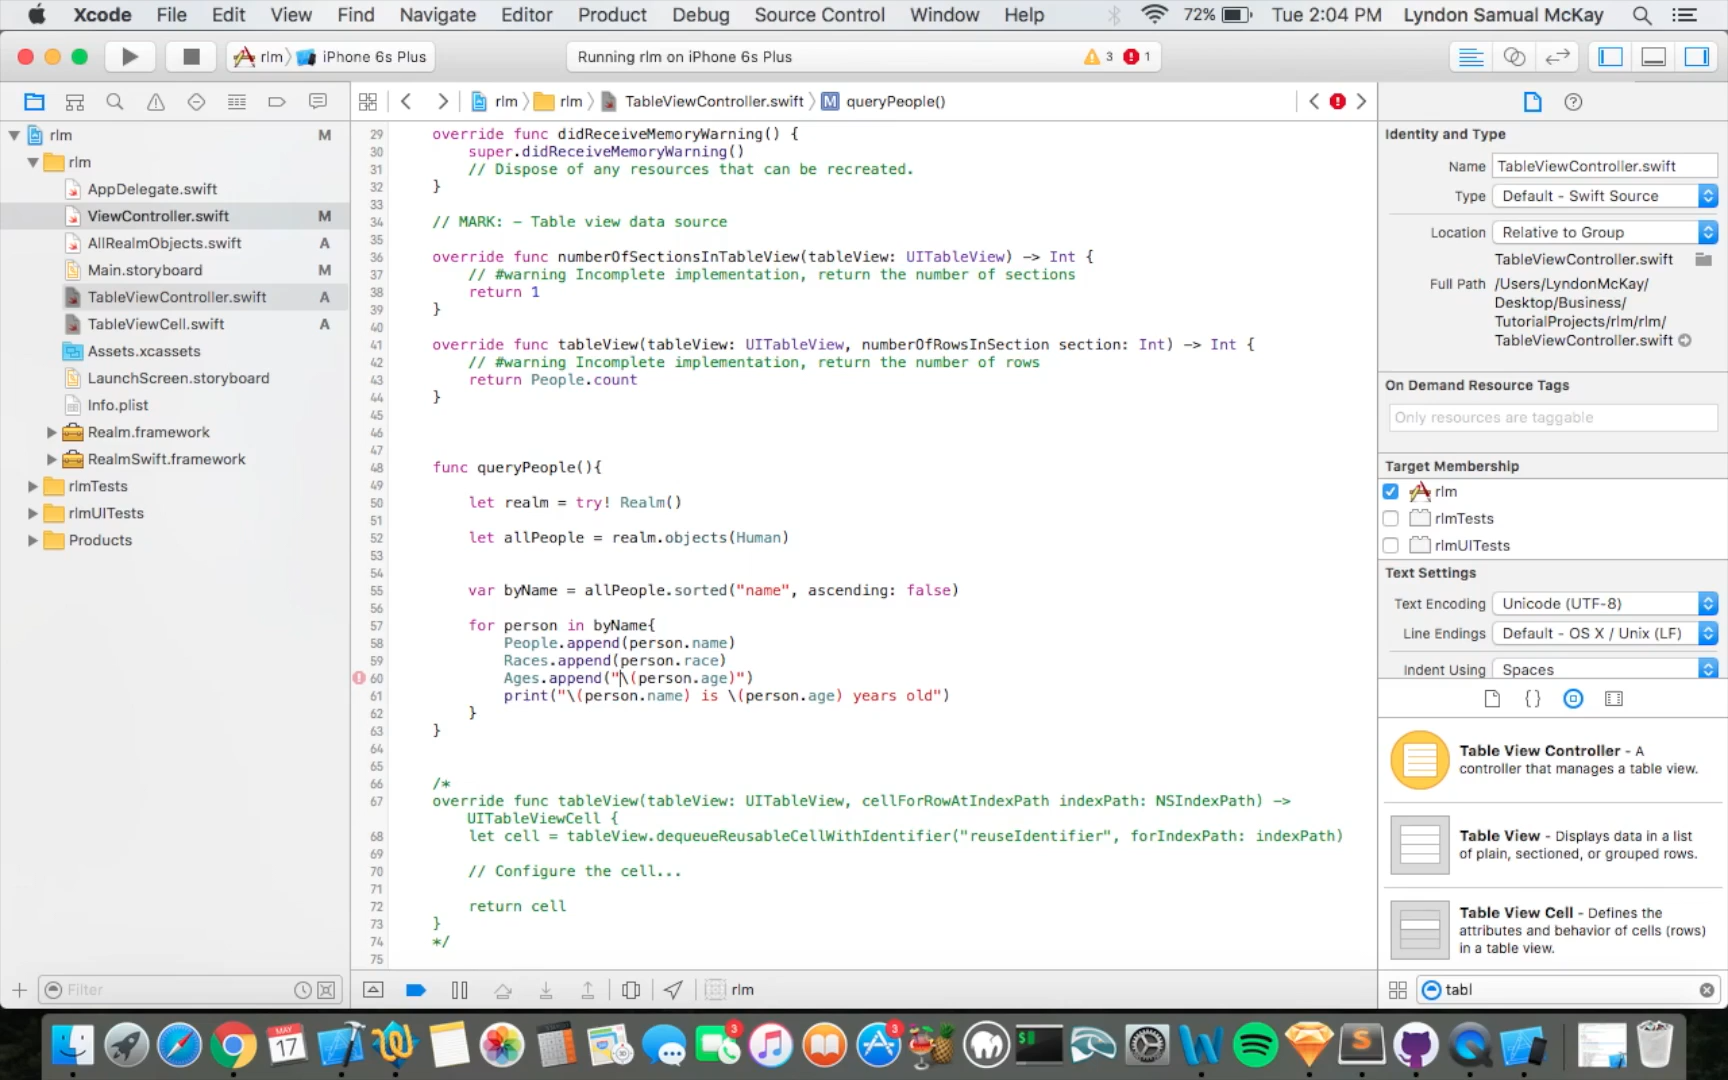 Xcode File Edit View Find Navigate Editor Product Debug Source Control Window Help 72% Tue 2:04 PM Lyndon Samual McKay
rlm iPhone 6s Plus
Running rlm on iPhone 6s Plus 3 1
rlm rlm TableViewController.swift M queryPeople()
rlm M
rlm
AppDelegate.swift
ViewController.swift M
AllRealmObjects.swift A
Main.storyboard M
TableViewController.swift A
TableViewCell.swift A
Assets.xcassets
LaunchScreen.storyboard
Info.plist
Realm.framework
RealmSwift.framework
rlmTests
rlmUITests
Products
Filter
29 override func didReceiveMemoryWarning() {
30 super.didReceiveMemoryWarning()
31 // Dispose of any resources that can be recreated.
32 }
33
34 // MARK: - Table view data source
35
36 override func numberOfSectionsInTableView(tableView: UITableView) -> Int {
37 // #warning Incomplete implementation, return the number of sections
38 return 1
39 }
40
41 override func tableView(tableView: UITableView, numberOfRowsInSection section: Int) -> Int {
42 // #warning Incomplete implementation, return the number of rows
43 return People.count
44 }
45
46
47
48 func queryPeople(){
49
50 let realm = try! Realm()
51
52 let allPeople = realm.objects(Human)
53
54
55 var byName = allPeople.sorted("name", ascending: false)
56
57 for person in byName{
58 People.append(person.name)
59 Races.append(person.race)
60 Ages.append("\(person.age)")
61 print("\(person.name) is \(person.age) years old")
62 }
63 }
64
65
66 /*
67 override func tableView(tableView: UITableView, cellForRowAtIndexPath indexPath: NSIndexPath) ->
UITableViewCell {
68 let cell = tableView.dequeueReusableCellWithIdentifier("reuseIdentifier", forIndexPath: indexPath)
69
70 // Configure the cell...
71
72 return cell
73 }
74 */
75
rlm
Identity and Type
Name TableViewController.swift
Type Default - Swift Source
Location Relative to Group
TableViewController.swift
Full Path /Users/LyndonMcKay/
Desktop/Business/
TutorialProjects/rlm/rlm/
TableViewController.swift
On Demand Resource Tags
Only resources are taggable
Target Membership
rlm
rlmTests
rlmUITests
Text Settings
Text Encoding Unicode (UTF-8)
Line Endings Default - OS X / Unix (LF)
Indent Using Spaces
{ }
Table View Controller - A
controller that manages a table view.
Table View - Displays data in a list
of plain, sectioned, or grouped rows.
Table View Cell - Defines the
attributes and behavior of cells (rows)
in a table view.
tabl
MAY
17
3
3
$
W
S